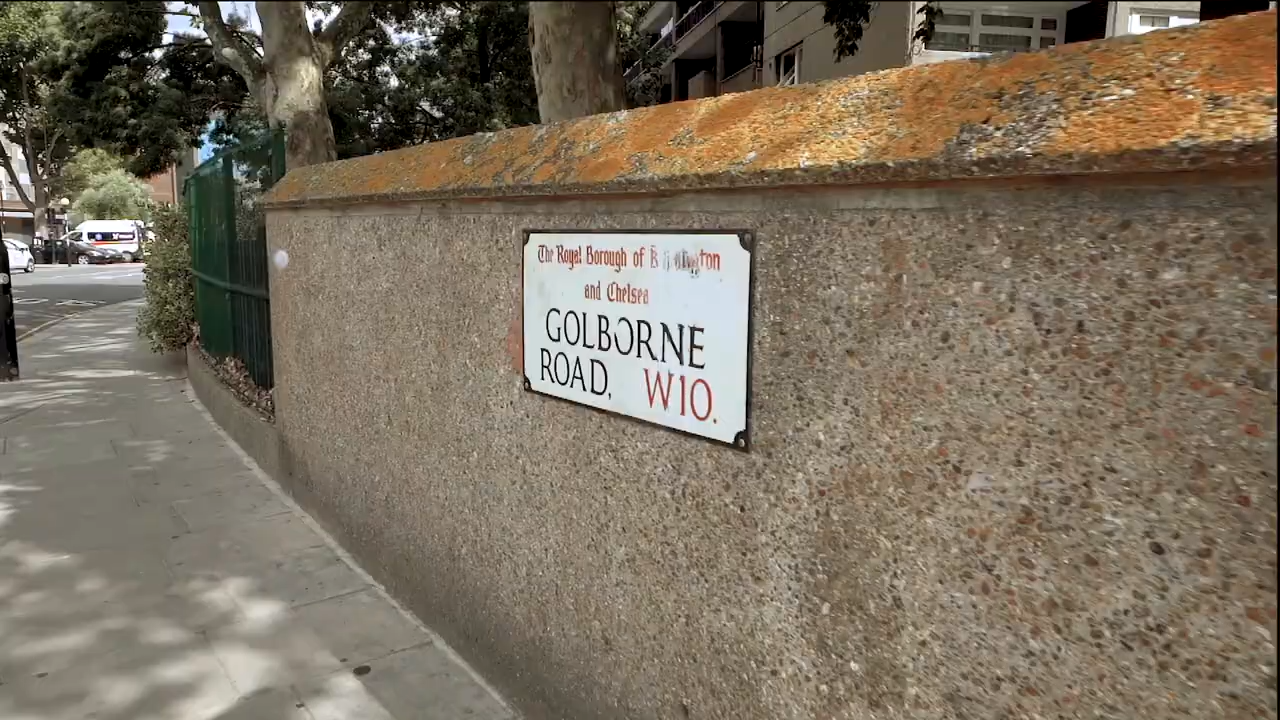 The Royal Borough of
and Chelsea
GOLBORNE
ROAD, W10.